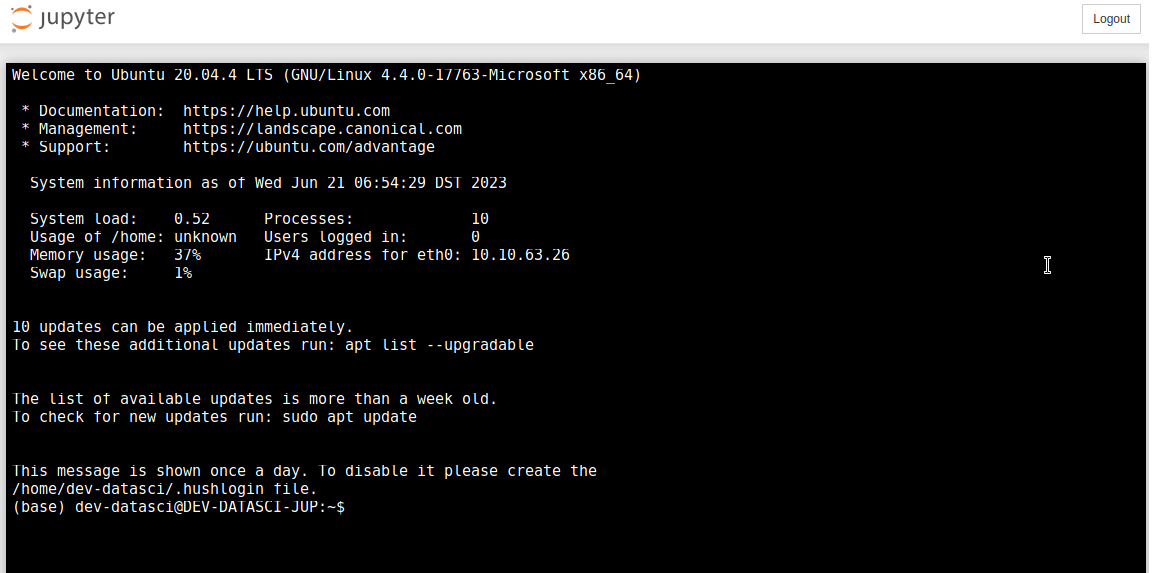 jupyter
Logout
Welcome to Ubuntu 20.04.4 LTS (GNU/Linux 4.4.0-17763-Microsoft x86_64)
* Documentation:  https://help.ubuntu.com
* Management:     https://landscape.canonical.com
* Support:        https://ubuntu.com/advantage
System information as of Wed Jun 21 06:54:29 DST 2023
System load:    0.52      Processes:             10
Usage of /home: unknown   Users logged in:       0
Memory usage:   37%       IPv4 address for eth0: 10.10.63.26
Swap usage:     1%
10 updates can be applied immediately.
To see these additional updates run: apt list --upgradable
The list of available updates is more than a week old.
To check for new updates run: sudo apt update
This message is shown once a day. To disable it please create the
/home/dev-datasci/.hushlogin file.
(base) dev-datasci@DEV-DATASCI-JUP:~$